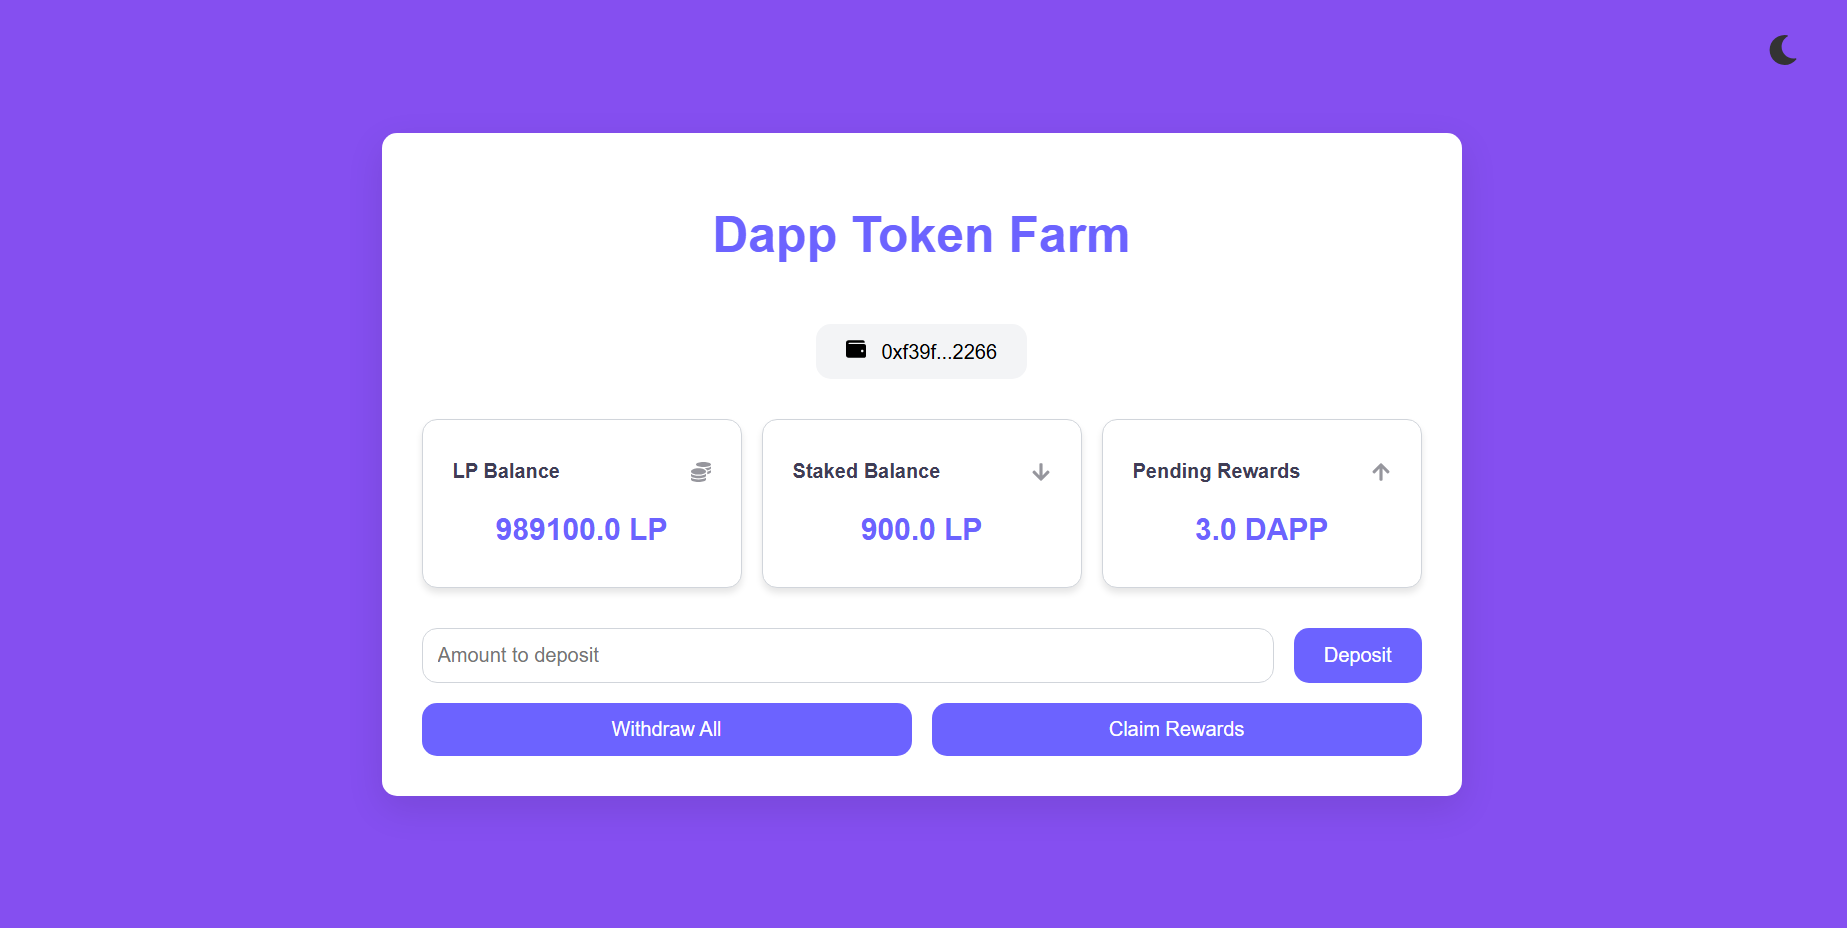 Dapp Token Farm
0xf39f...2266
LP Balance
989100.0 LP
Staked Balance
900.0 LP
Pending Rewards
3.0 DAPP
Amount to deposit
Deposit
Withdraw All
Claim Rewards